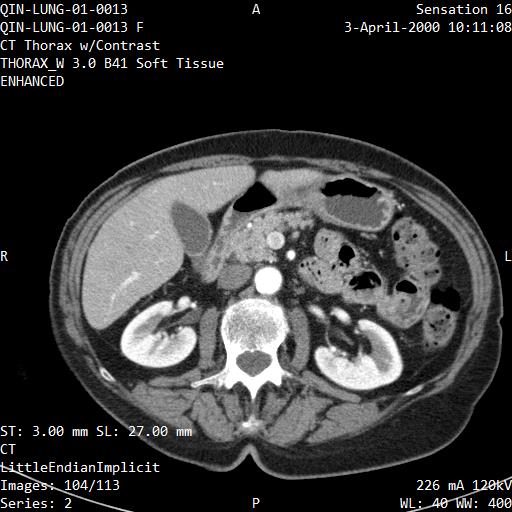 QIN-LUNG-01-0013
A
Sensation 16
QIN-LUNG-01-0013 F
3-April-2000 10:11:08
CT Thorax w/Contrast
THORAX_W 3.0 B41 Soft Tissue
ENHANCED
R
L
ST: 3.00 mm SL: 27.00 mm
CT
LittleEndianImplicit
Images: 104/113
226 mA 120kV
Series: 2
P
WL: 40 WW: 400